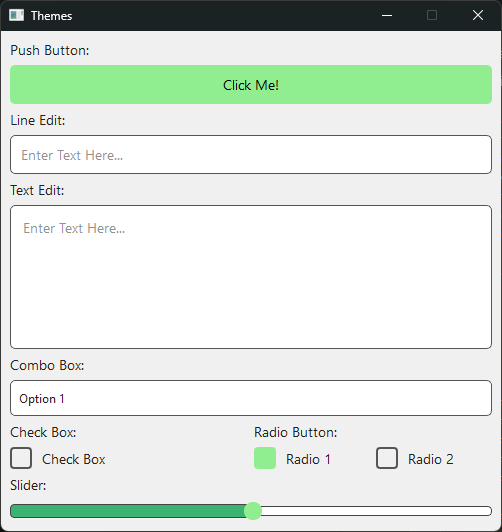 Themes
Push Button:
Click Me!
Line Edit:
Enter Text Here...
Text Edit:
Enter Text Here...
Combo Box:
Option 1
Check Box:
Radio Button:
Check Box
Radio 1
Radio 2
Slider: